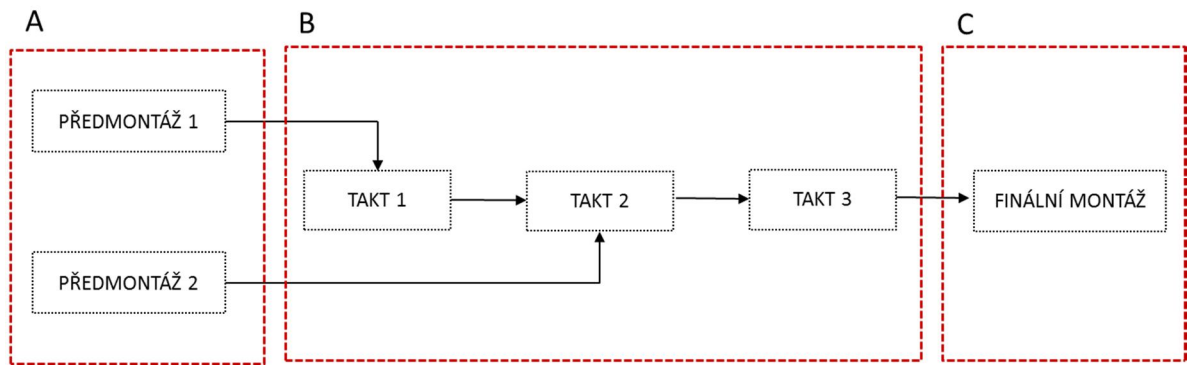 A
B
C
PŘEDMONTÁŽ 1
TAKT 1
TAKT 2
TAKT 3
FINÁLNÍ MONTÁŽ
PŘEDMONTÁŽ 2